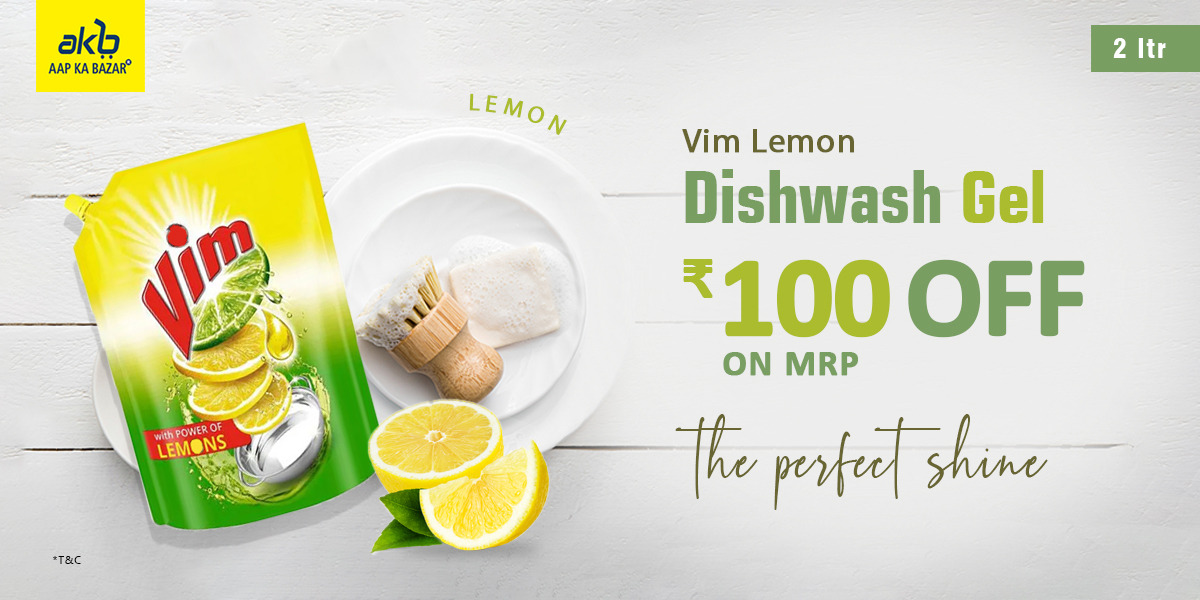 akb
AAP KA BAZAR
2 ltr
LEMON
Vim Lemon
Dishwash Gel
₹100 OFF
ON MRP
the perfect shine
Vim
with POWER OF
LEMONS
*T&C